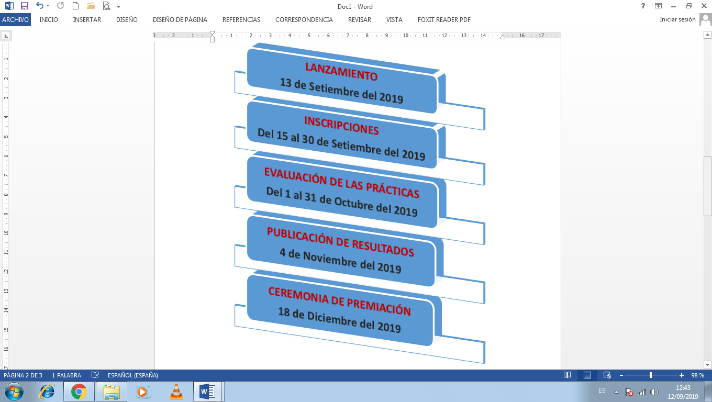 Doc1 - Word
ARCHIVO INICIO INSERTAR DISEÑO DISEÑO DE PÁGINA REFERENCIAS CORRESPONDENCIA REVISAR VISTA FOXIT READER PDF Iniciar sesión
LANZAMIENTO
13 de Setiembre del 2019
INSCRIPCIONES
Del 15 al 30 de Setiembre del 2019
EVALUACIÓN DE LAS PRÁCTICAS
Del 1 al 31 de Octubre del 2019
PUBLICACIÓN DE RESULTADOS
4 de Noviembre del 2019
CEREMONIA DE PREMIACIÓN
18 de Diciembre del 2019
PÁGINA 2 DE 3 1 PALABRA ESPAÑOL (ESPAÑA) 98 %
ES 12:43
12/09/2019